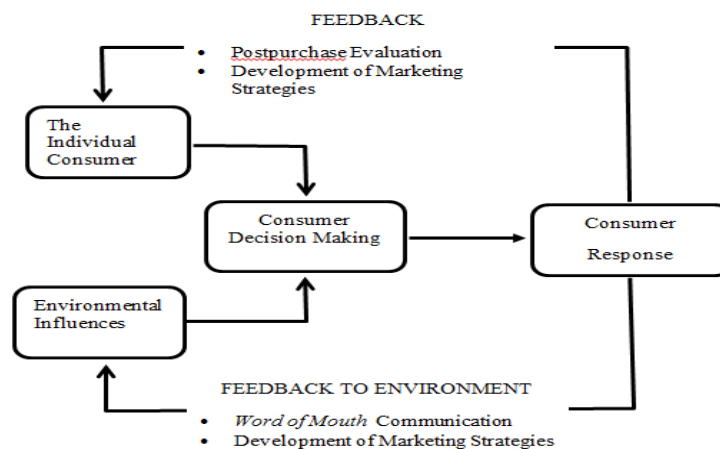 FEEDBACK
• Postpurchase Evaluation
• Development of Marketing
Strategies
The
Individual
Consumer
Consumer
Decision Making
Consumer
Response
Environmental
Influences
FEEDBACK TO ENVIRONMENT
• Word of Mouth Communication
• Development of Marketing Strategies